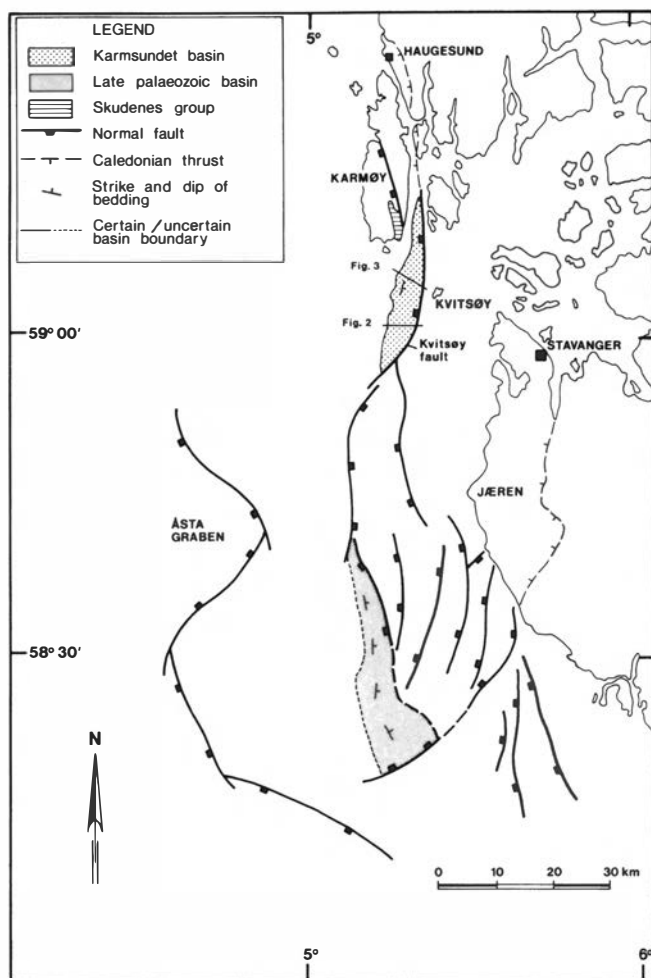 LEGEND
Karmsundet basin
Late palaeozoic basin
Skudenes group
Normal fault
Caledonian thrust
Strike and dip of
bedding
Certain/uncertain
basin boundary
5°
HAUGESUND
KARMØY
Fig. 3
KVITSØY
Fig. 2
59°00'
Kvitsøy
fault
STAVANGER
JÆREN
ÅSTA
GRABEN
58°30'
N
0 10 20 30 km
5°
6°